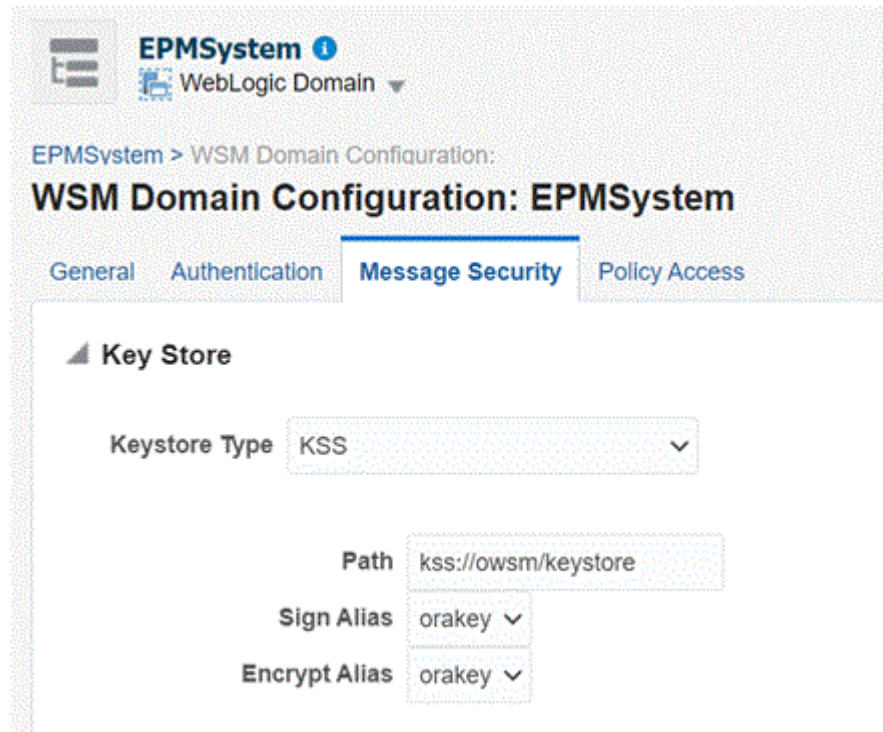 EPMSystem
WebLogic Domain
EPMSystem > WSM Domain Configuration:
WSM Domain Configuration: EPMSystem
General Authentication Message Security Policy Access
Key Store
Keystore Type KSS
Path kss://owsm/keystore
Sign Alias orakey
Encrypt Alias orakey